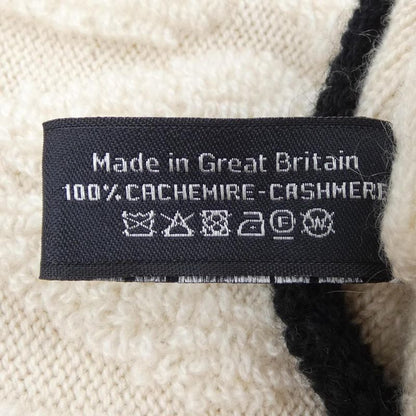 Made in Great Britain
100%CACHEMIRE-CASHMERE
F W